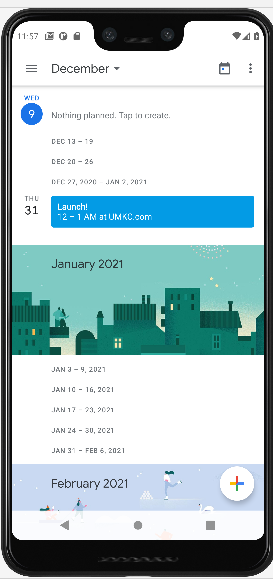 11:57
December
WED
9
Nothing planned. Tap to create.
DEC 13 – 19
DEC 20 – 26
DEC 27, 2020 – JAN 2, 2021
THU
31
Launch!
12 – 1 AM at UMKC.com
January 2021
JAN 3 – 9, 2021
JAN 10 – 16, 2021
JAN 17 – 23, 2021
JAN 24 – 30, 2021
JAN 31 – FEB 6, 2021
February 2021